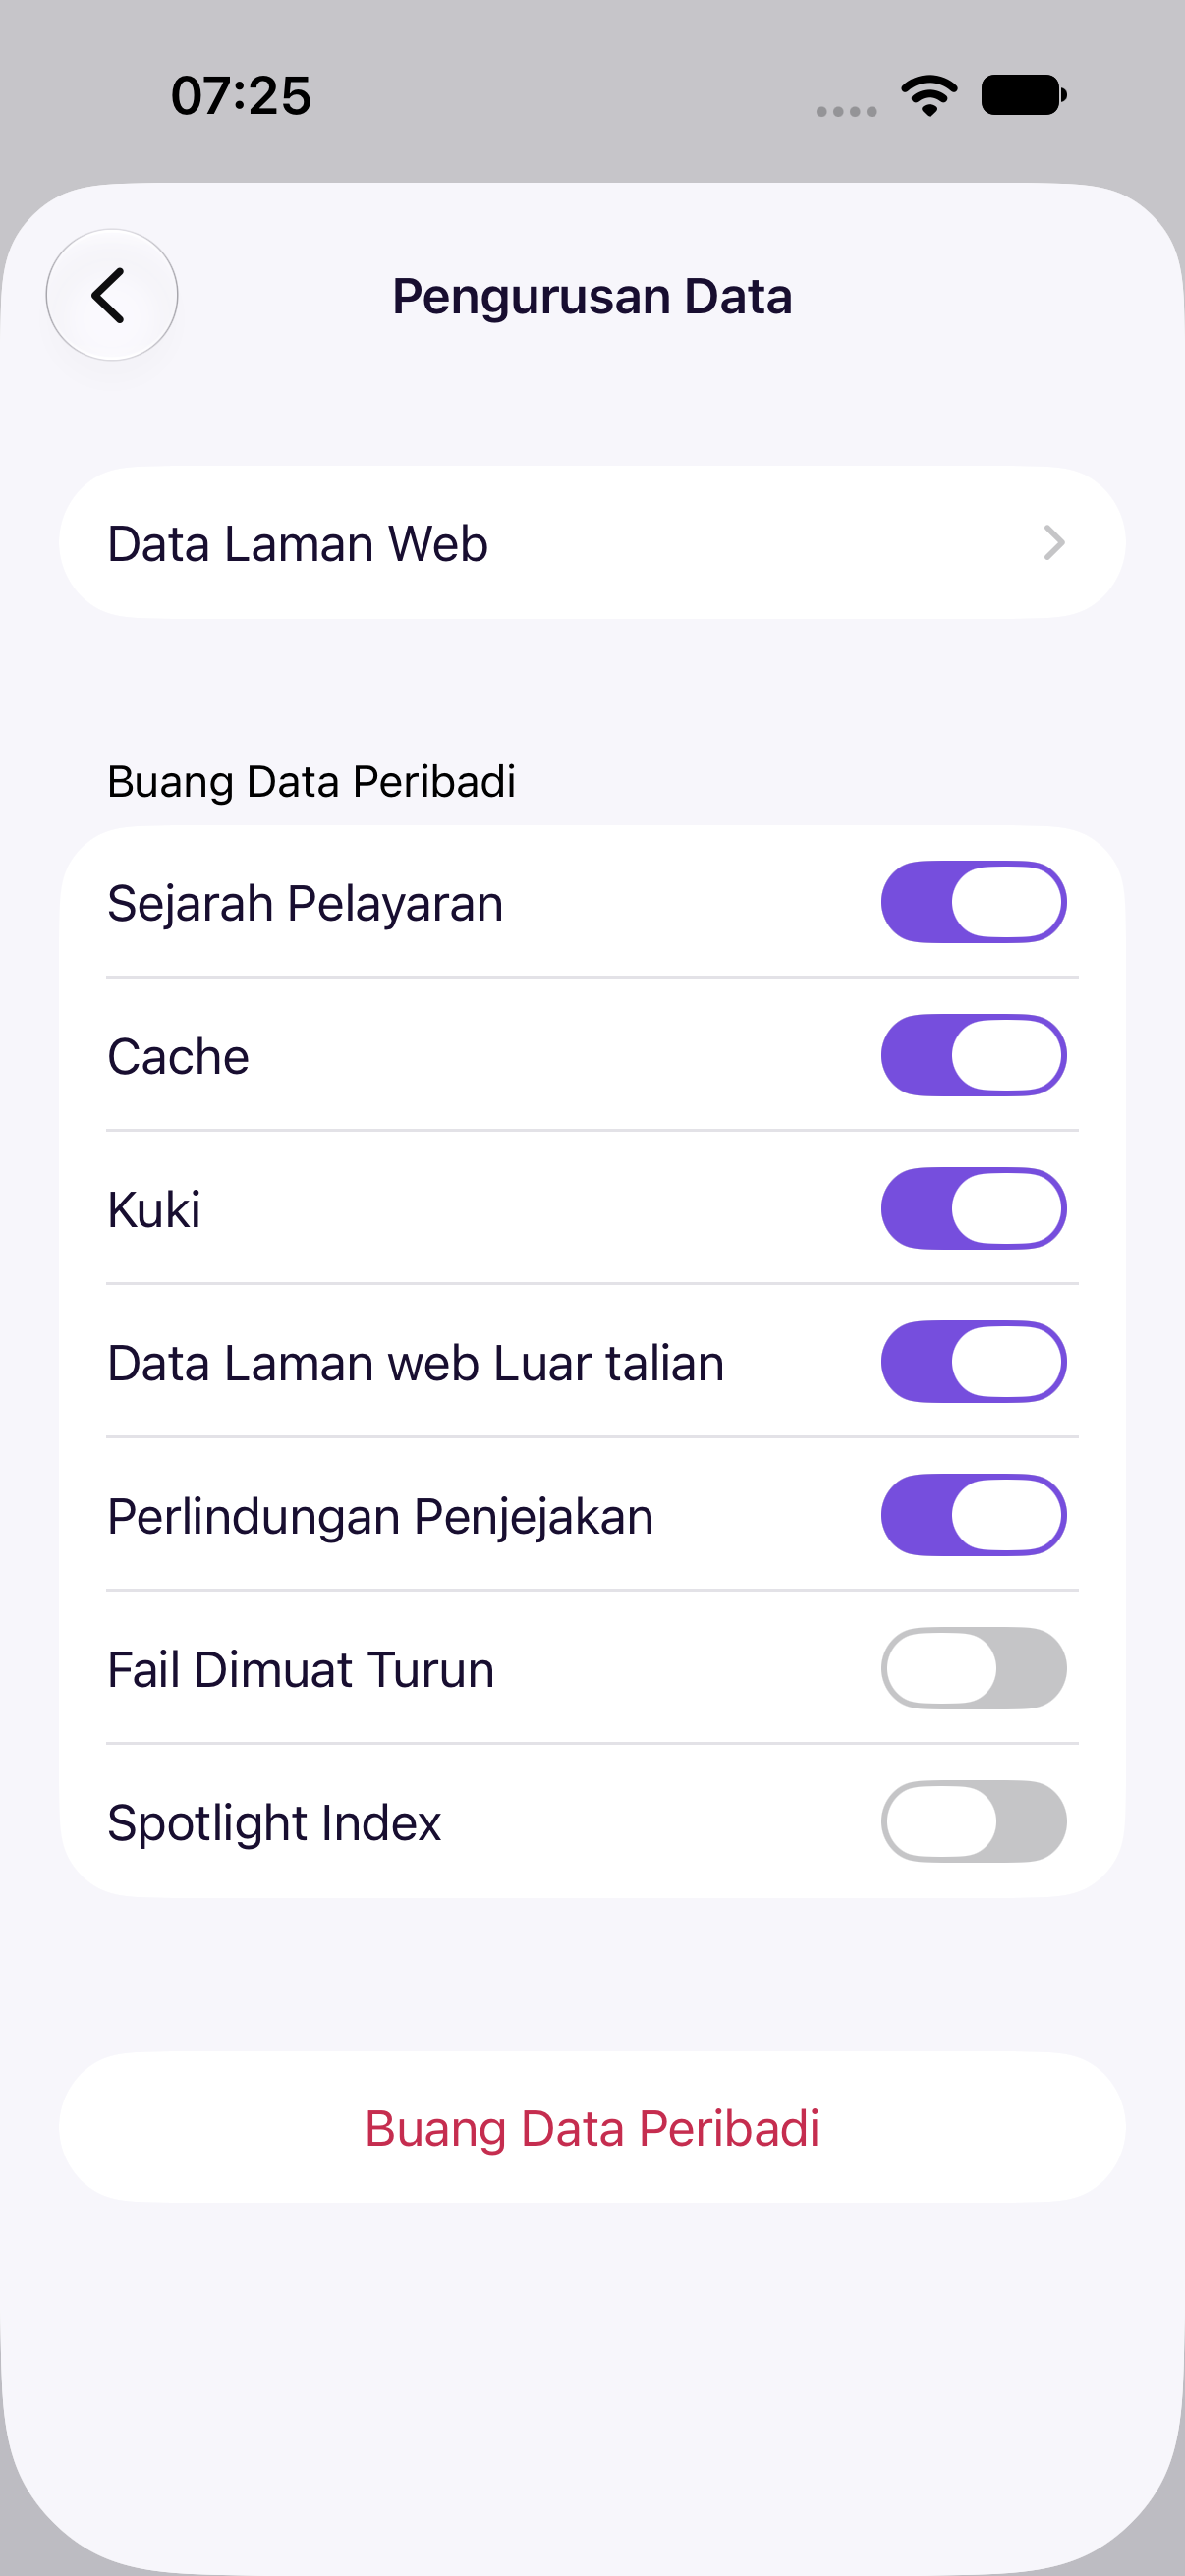 07:25
Pengurusan Data
Data Laman Web
Buang Data Peribadi
Sejarah Pelayaran
Cache
Kuki
Data Laman web Luar talian
Perlindungan Penjejakan
Fail Dimuat Turun
Spotlight Index
Buang Data Peribadi